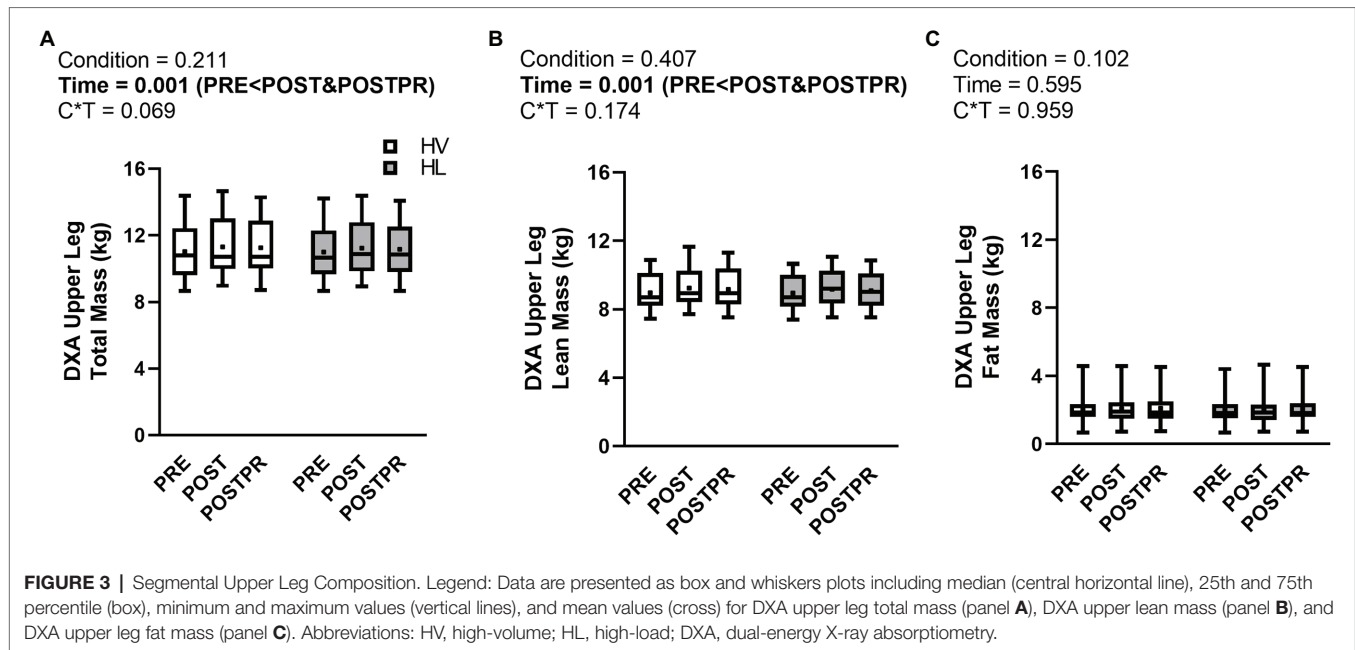 A
Condition = 0.211
Time = 0.001 (PRE<POST&POSTPR)
C*T = 0.069
HV
HL
DXA Upper Leg
Total Mass (kg)
16
12
8
4
0
PRE
POST
POSTPR
PRE
POST
POSTPR
B
Condition = 0.407
Time = 0.001 (PRE<POST&POSTPR)
C*T = 0.174
DXA Upper Leg
Lean Mass (kg)
16
12
8
4
0
PRE
POST
POSTPR
PRE
POST
POSTPR
C
Condition = 0.102
Time = 0.595
C*T = 0.959
DXA Upper Leg
Fat Mass (kg)
16
12
8
4
0
PRE
POST
POSTPR
PRE
POST
POSTPR
FIGURE 3 | Segmental Upper Leg Composition. Legend: Data are presented as box and whiskers plots including median (central horizontal line), 25th and 75th
percentile (box), minimum and maximum values (vertical lines), and mean values (cross) for DXA upper leg total mass (panel A), DXA upper lean mass (panel B), and
DXA upper leg fat mass (panel C). Abbreviations: HV, high-volume; HL, high-load; DXA, dual-energy X-ray absorptiometry.